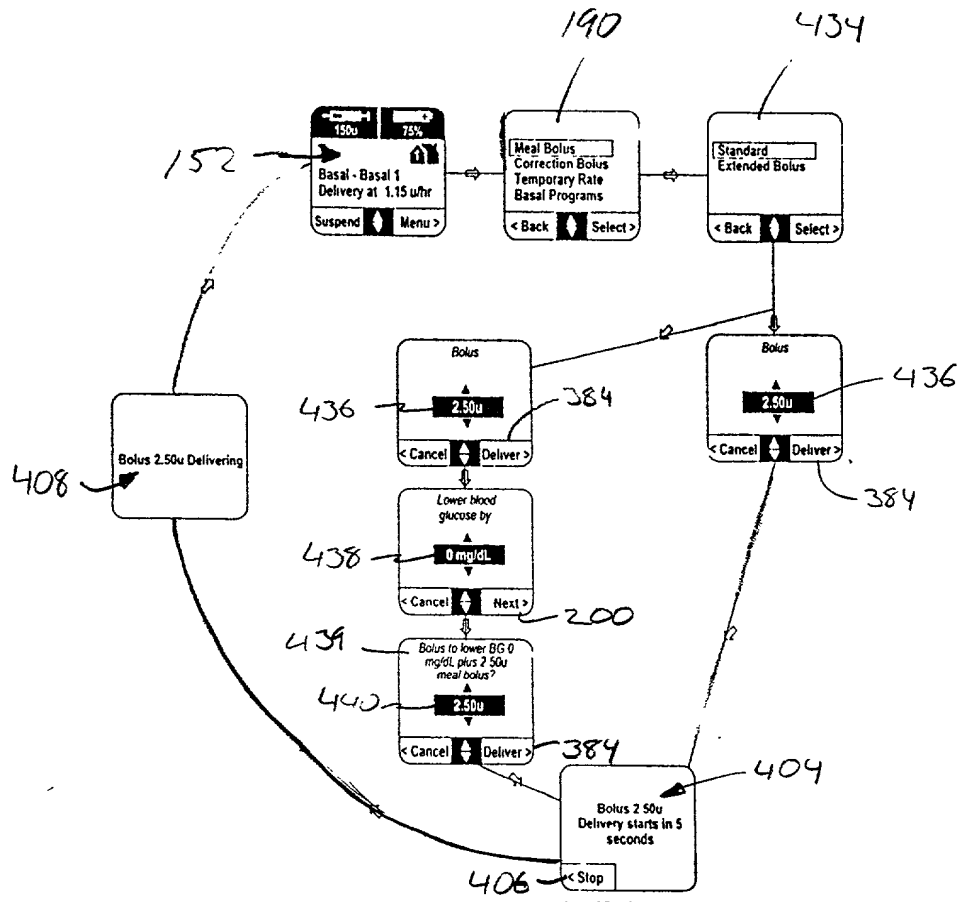 190
434
152
150u 75%
Basal - Basal 1
Delivery at 1.15 u/hr
Suspend Menu >
Meal Bolus
Correction Bolus
Temporary Rate
Basal Programs
< Back Select >
Standard
Extended Bolus
< Back Select >
Bolus
436
2.50u
384
< Cancel Deliver >
Bolus
2.50u
436
< Cancel Deliver >
384
408
Bolus 2.50u Delivering
Lower blood
glucose by
438
0 mg/dL
< Cancel Next >
200
439
Bolus to lower BG 0
mg/dL plus 2 50u
meal bolus?
440
2.50u
< Cancel Deliver >
384
404
Bolus 2 50u
Delivery starts in 5
seconds
406
< Stop